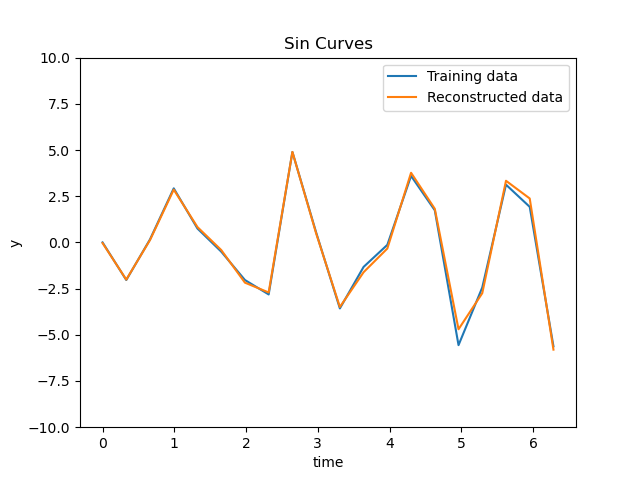 Sin Curves
Training data
Reconstructed data
10.0
7.5
5.0
2.5
0.0
−2.5
−5.0
−7.5
−10.0
y
0 1 2 3 4 5 6
time